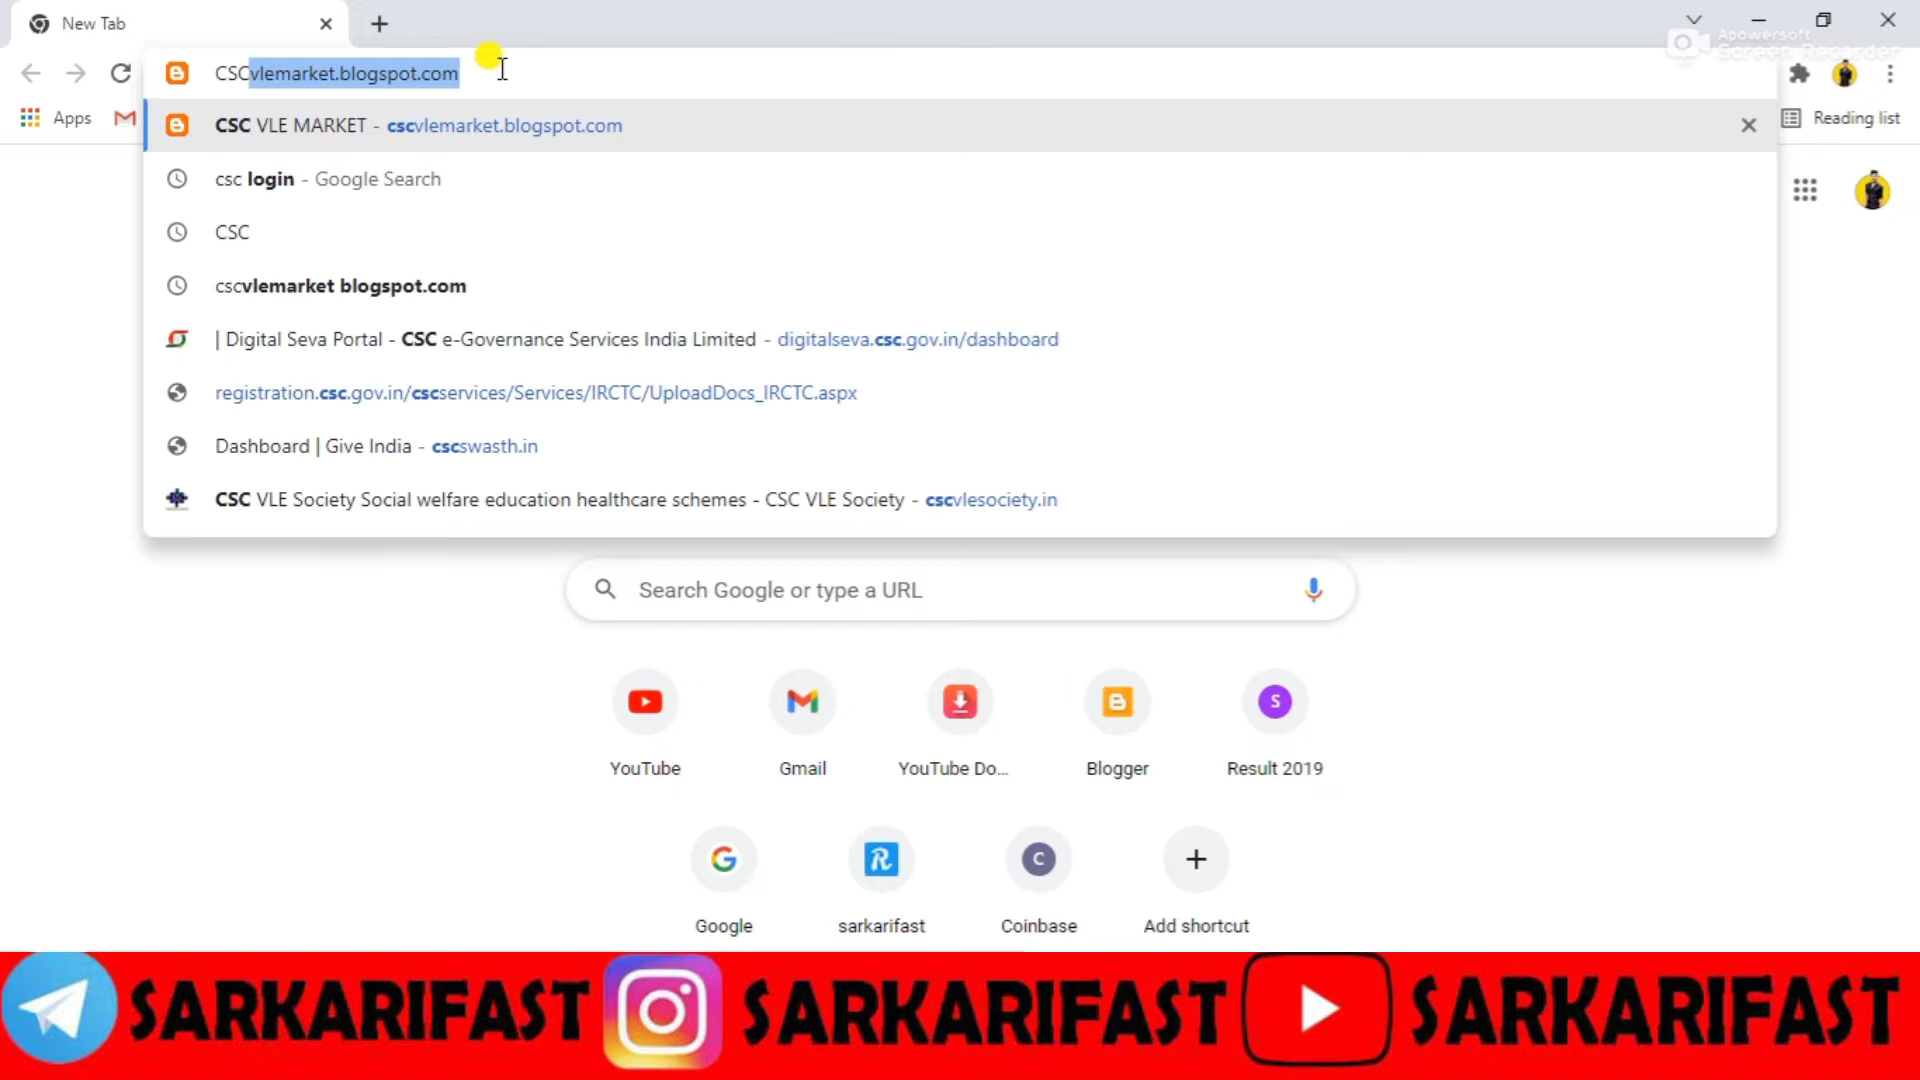 New Tab
Apowersoft
Screen Recorder
CSCvlemarket.blogspot.com
Apps
CSC VLE MARKET - cscvlemarket.blogspot.com
Reading list
csc login - Google Search
CSC
cscvlemarket blogspot.com
| Digital Seva Portal - CSC e-Governance Services India Limited - digitalseva.csc.gov.in/dashboard
registration.csc.gov.in/cscservices/Services/IRCTC/UploadDocs_IRCTC.aspx
Dashboard | Give India - cscswasth.in
CSC VLE Society Social welfare education healthcare schemes - CSC VLE Society - cscvlesociety.in
Search Google or type a URL
S
YouTube Gmail YouTube Do... Blogger Result 2019
C
Google sarkarifast Coinbase Add shortcut
SARKARIFAST SARKARIFAST SARKARIFAST